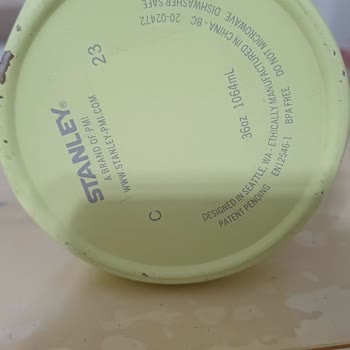 STANLEY®
A BRAND OF PMI
WWW.STANLEY-PMI.COM
23
C
36oz 1064mL
20-02472
DESIGNED IN SEATTLE, WA - ETHICALLY MANUFACTURED IN CHINA - BC
PATENT PENDING EN12546-1 BPA FREE DO NOT MICROWAVE DISHWASHER SAFE